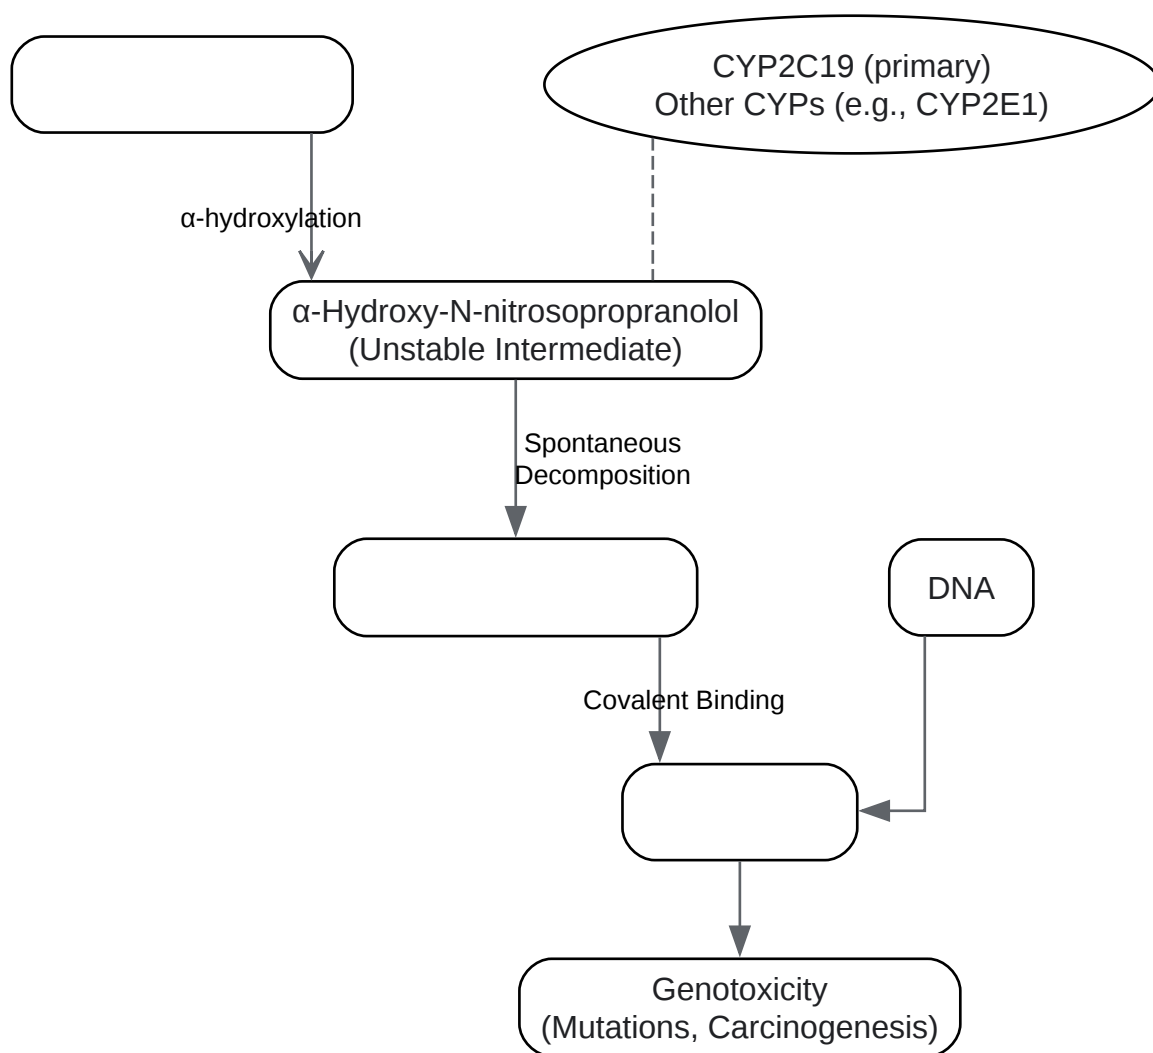 CYP2C19 (primary)
Other CYPs (e.g., CYP2E1)
α-hydroxylation
α-Hydroxy-N-nitrosopropranolol
(Unstable Intermediate)
Spontaneous
Decomposition
DNA
Covalent Binding
Genotoxicity
(Mutations, Carcinogenesis)